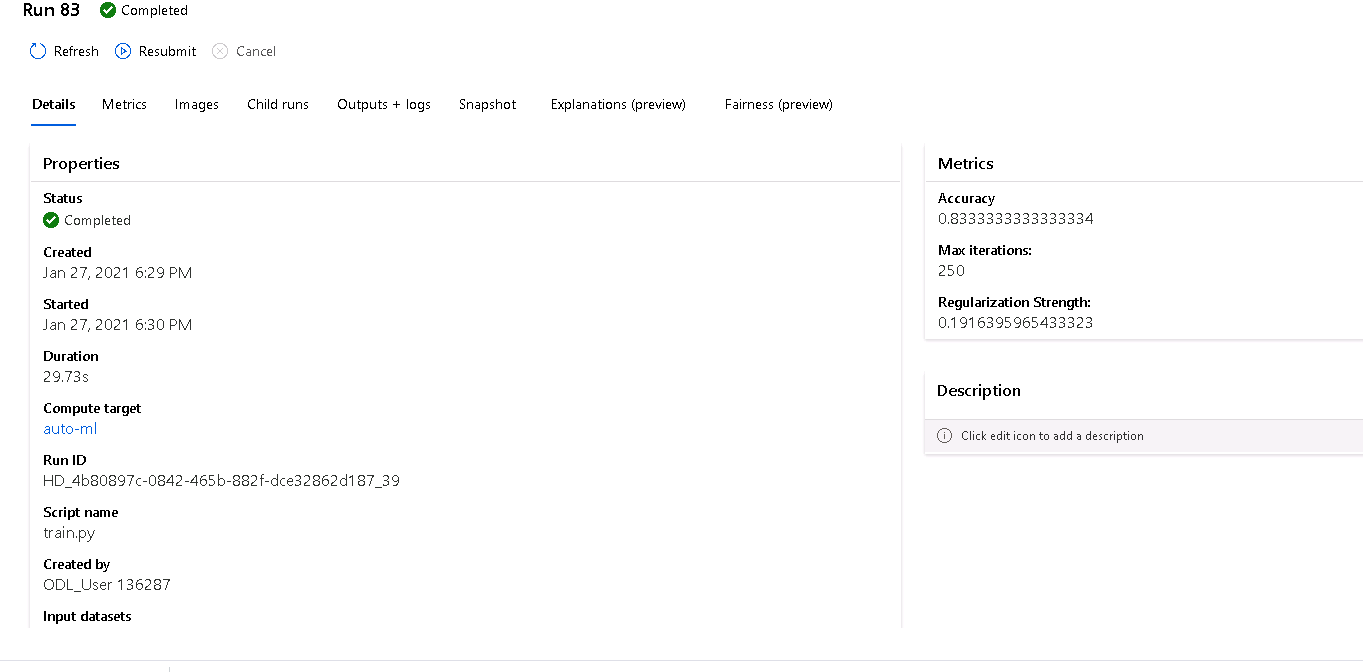 Run 83 Completed
Refresh Resubmit Cancel
Details Metrics Images Child runs Outputs + logs Snapshot Explanations (preview) Fairness (preview)
Properties
Status
Completed
Created
Jan 27, 2021 6:29 PM
Started
Jan 27, 2021 6:30 PM
Duration
29.73s
Compute target
auto-ml
Run ID
HD_4b80897c-0842-465b-882f-dce32862d187_39
Script name
train.py
Created by
ODL_User 136287
Input datasets
Metrics
Accuracy
0.8333333333333334
Max iterations:
250
Regularization Strength:
0.1916395965433323
Description
Click edit icon to add a description